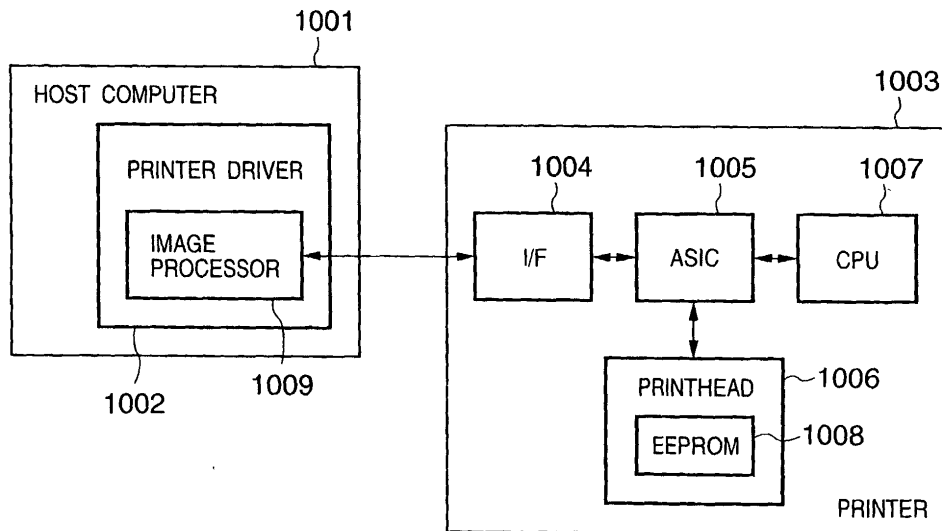 1001
HOST COMPUTER
PRINTER DRIVER
IMAGE
PROCESSOR
1002
1009
1003
1004
1005
1007
I/F
ASIC
CPU
PRINTHEAD
1006
EEPROM
1008
PRINTER